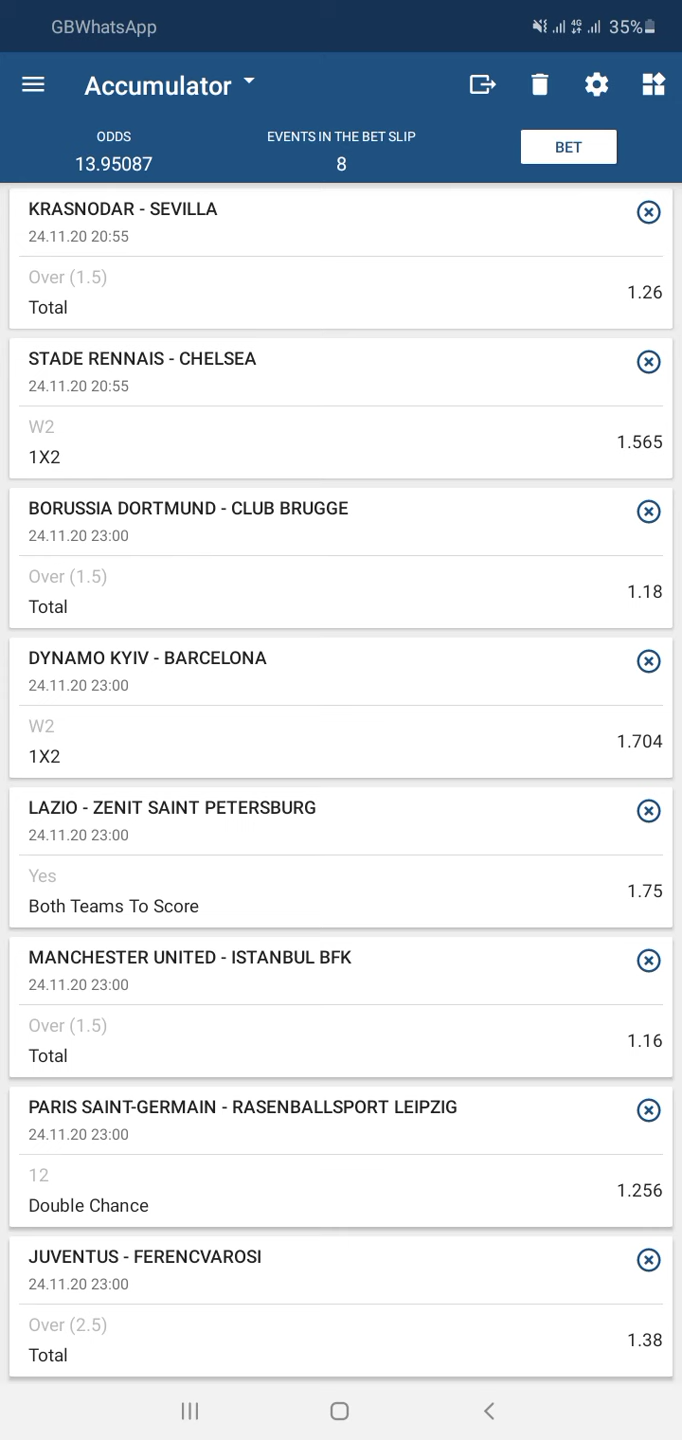 GBWhatsApp
4G 35%
Accumulator
ODDS
EVENTS IN THE BET SLIP
BET
13.95087
8
KRASNODAR - SEVILLA
24.11.20 20:55
Over (1.5)
1.26
Total
STADE RENNAIS - CHELSEA
24.11.20 20:55
W2
1.565
1X2
BORUSSIA DORTMUND - CLUB BRUGGE
24.11.20 23:00
Over (1.5)
1.18
Total
DYNAMO KYIV - BARCELONA
24.11.20 23:00
W2
1.704
1X2
LAZIO - ZENIT SAINT PETERSBURG
24.11.20 23:00
Yes
1.75
Both Teams To Score
MANCHESTER UNITED - ISTANBUL BFK
24.11.20 23:00
Over (1.5)
1.16
Total
PARIS SAINT-GERMAIN - RASENBALLSPORT LEIPZIG
24.11.20 23:00
12
1.256
Double Chance
JUVENTUS - FERENCVAROSI
24.11.20 23:00
Over (2.5)
1.38
Total